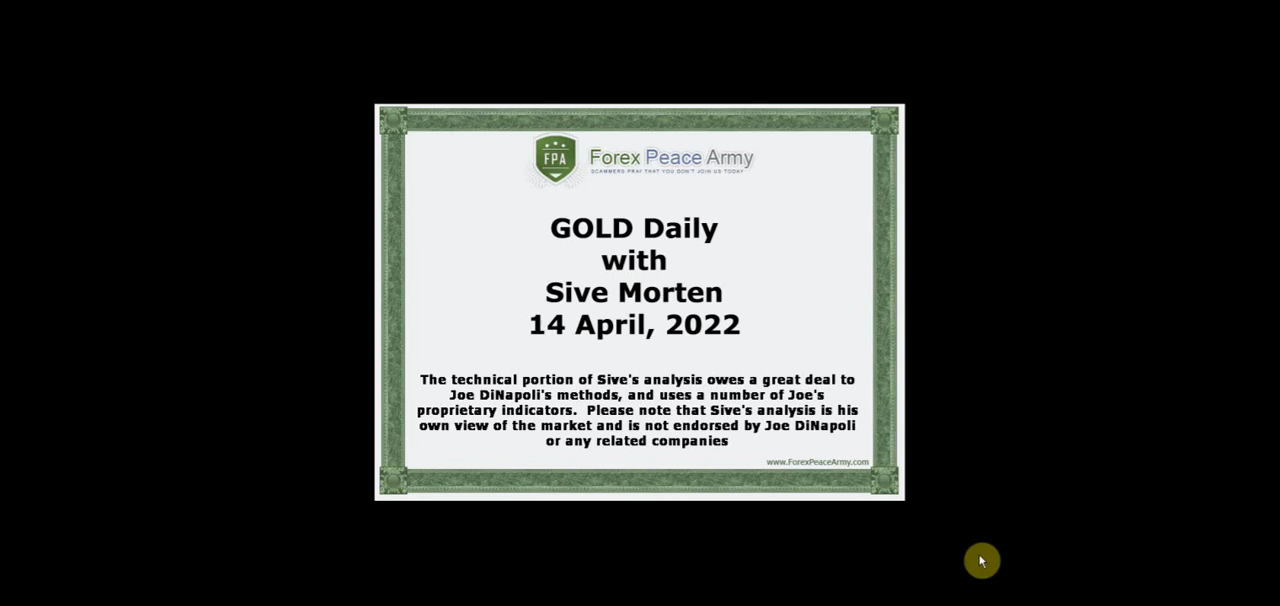 FPA
Forex Peace Army
SCAMMERS PRAY THAT YOU DON'T JOIN US TODAY
GOLD Daily
with
Sive Morten
14 April, 2022
The technical portion of Sive's analysis owes a great deal to
Joe DiNapoli's methods, and uses a number of Joe's
proprietary indicators.  Please note that Sive's analysis is his
own view of the market and is not endorsed by Joe DiNapoli
or any related companies
www.ForexPeaceArmy.com